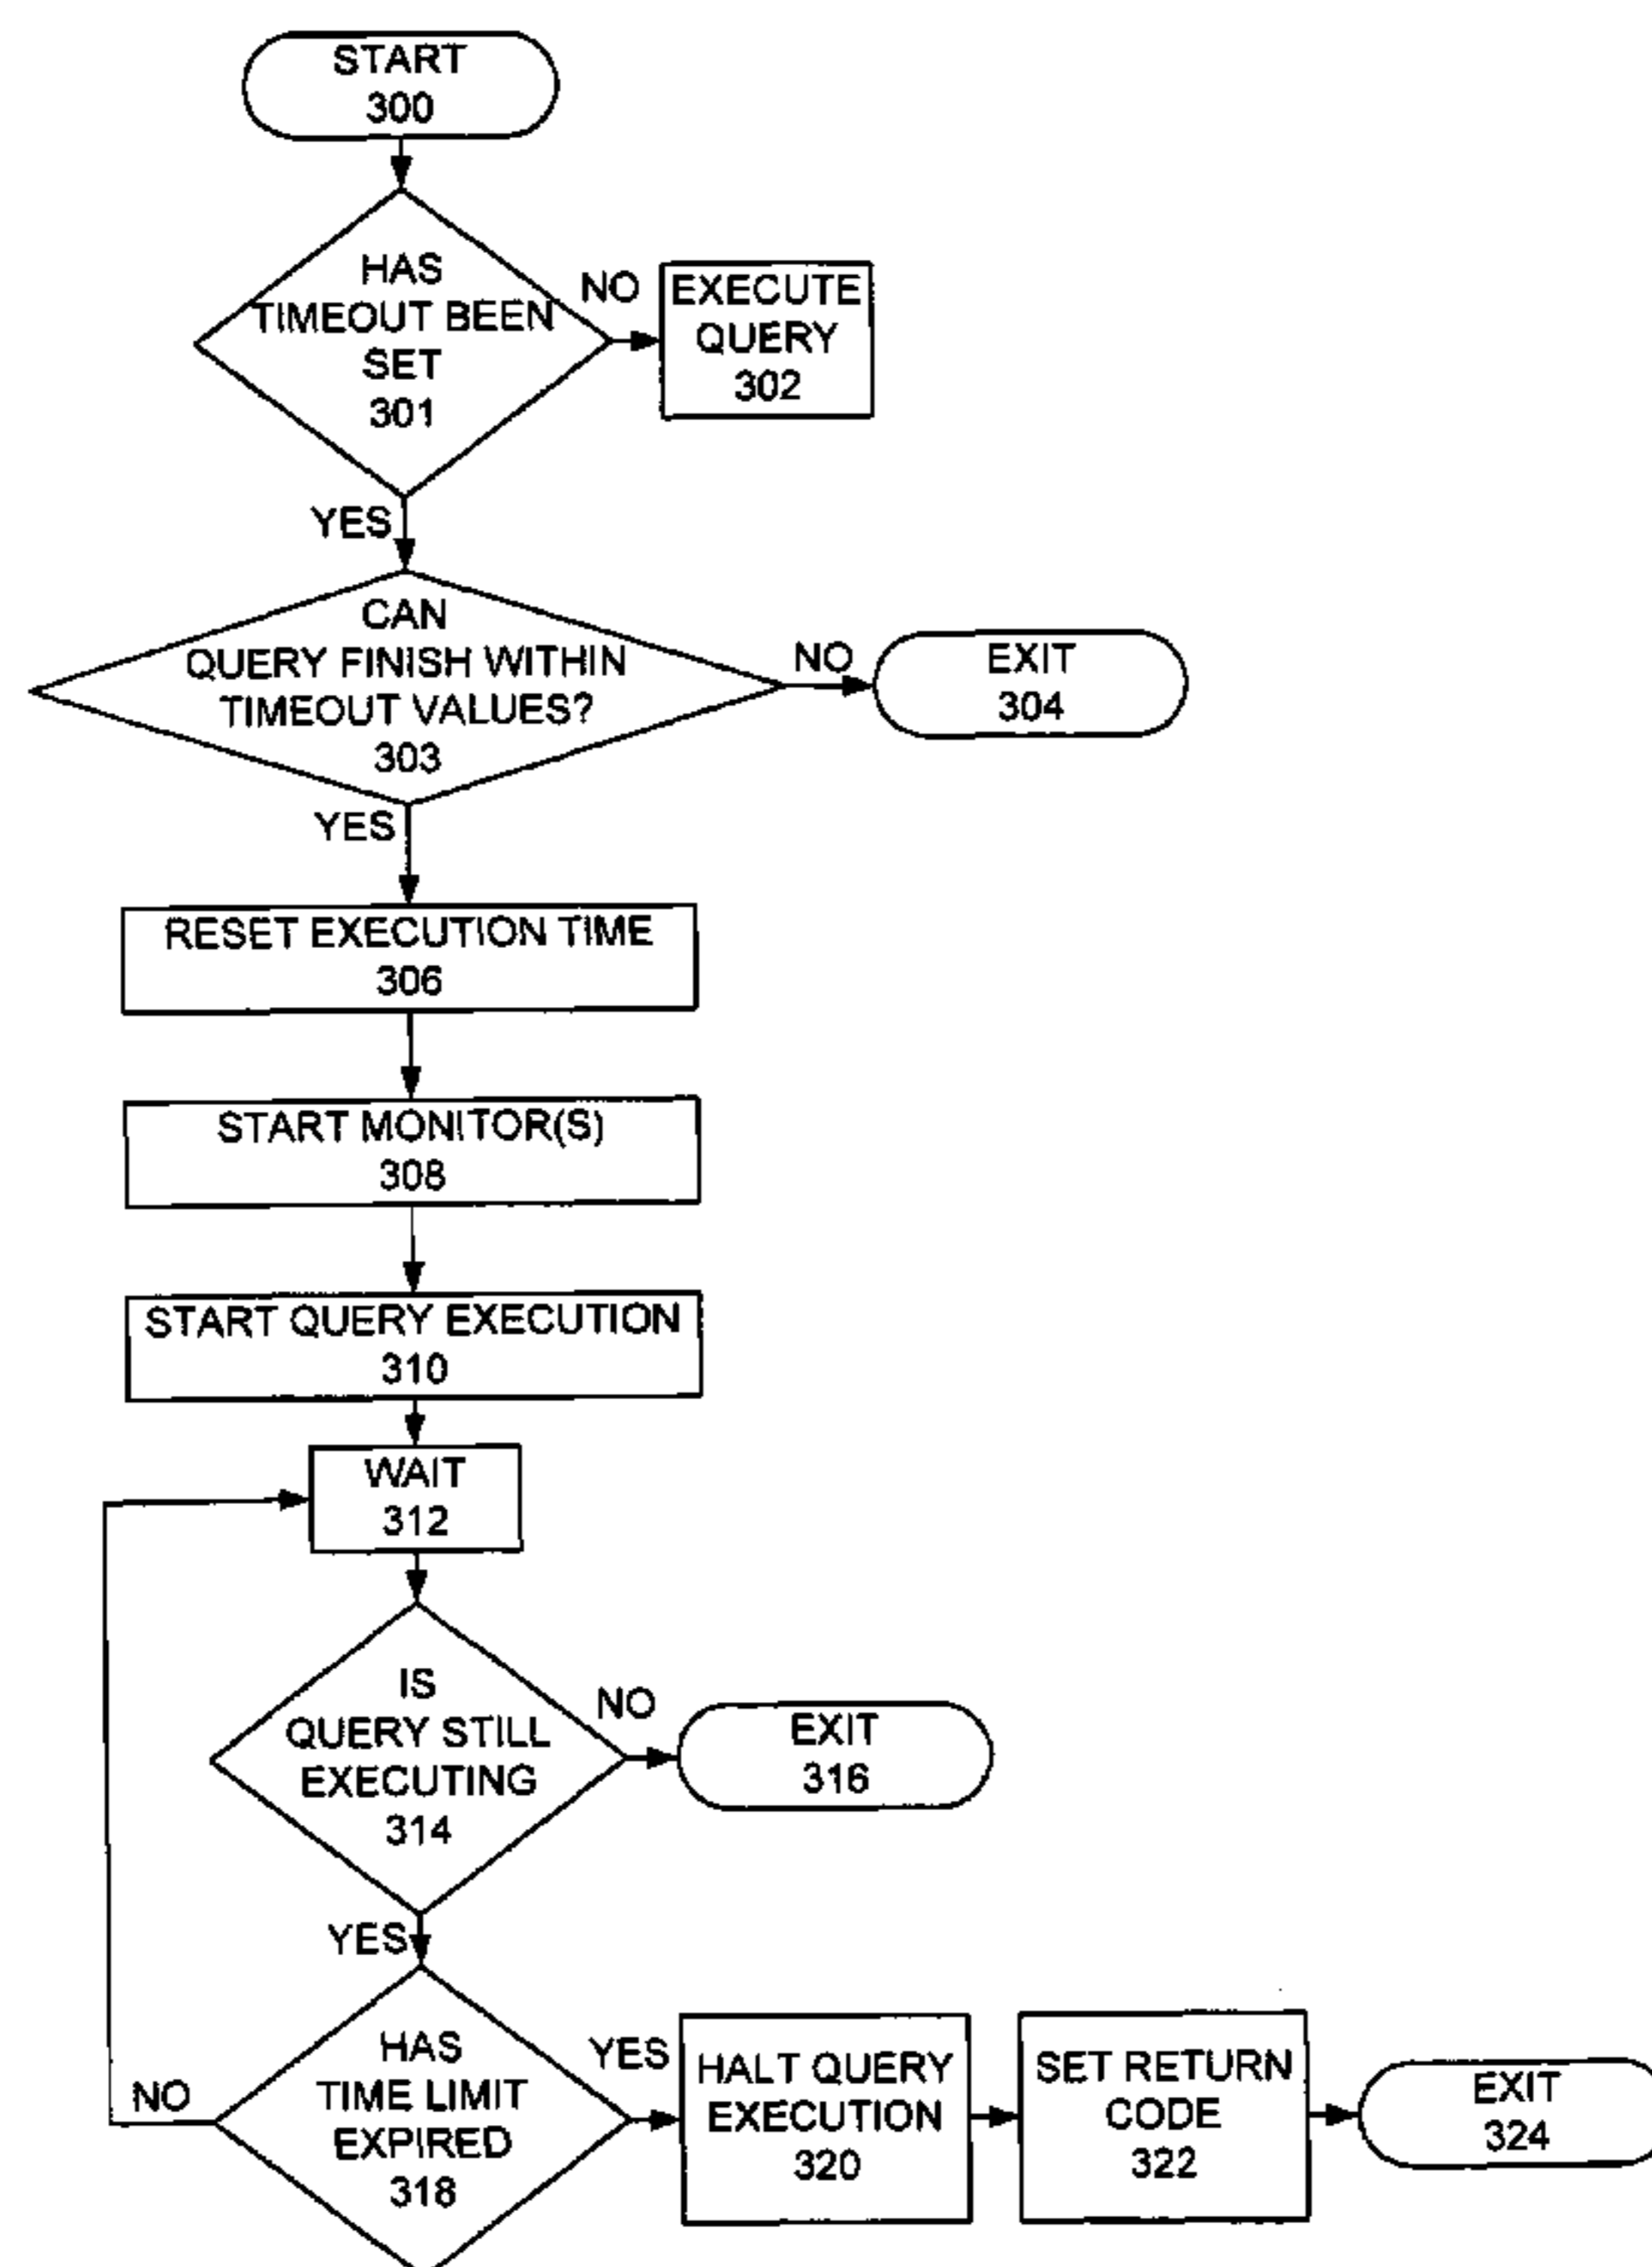 START
300
HAS
TIMEOUT BEEN
SET
301
NO
EXECUTE
QUERY
302
YES
CAN
QUERY FINISH WITHIN
TIMEOUT VALUES?
303
NO
EXIT
304
YES
RESET EXECUTION TIME
306
START MONITOR(S)
308
START QUERY EXECUTION
310
WAIT
312
IS
QUERY STILL
EXECUTING
314
NO
EXIT
316
YES
HAS
TIME LIMIT
EXPIRED
318
NO
YES
HALT QUERY
EXECUTION
320
SET RETURN
CODE
322
EXIT
324